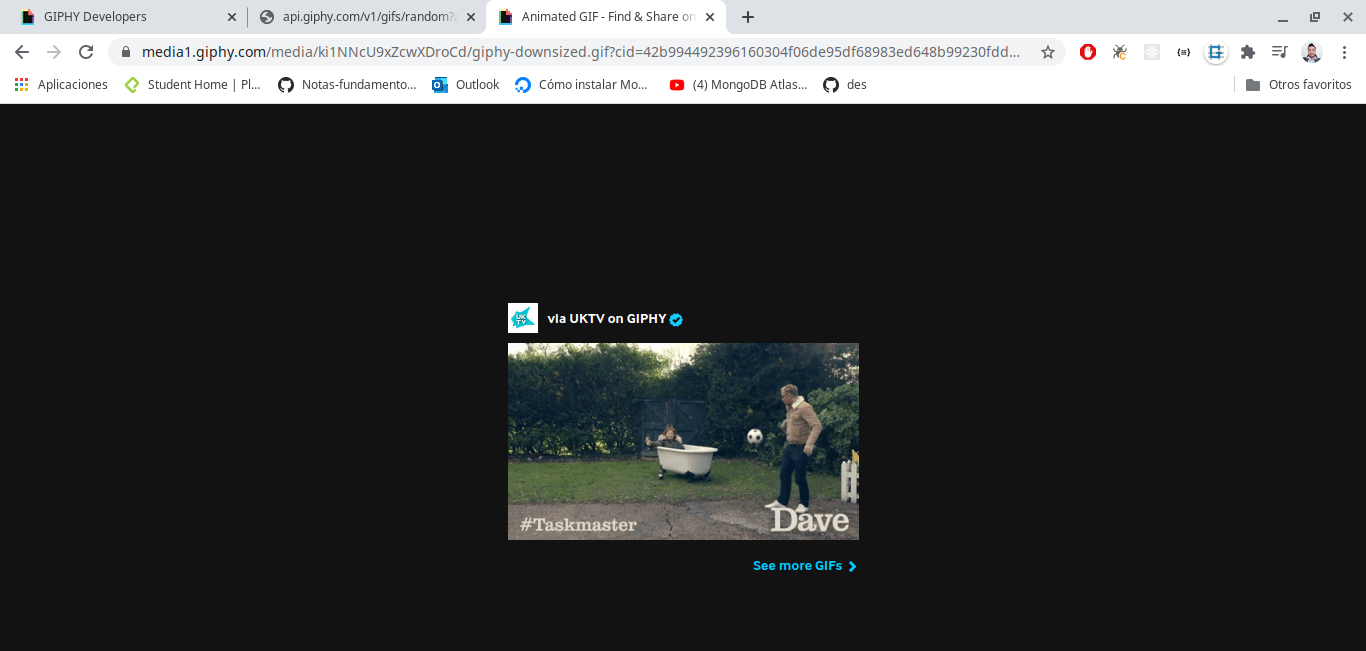 GIPHY Developers
api.giphy.com/v1/gifs/random?a
Animated GIF - Find & Share on
media1.giphy.com/media/ki1NNcU9xZcwXDroCd/giphy-downsized.gif?cid=42b994492396160304f06de95df68983ed648b99230fdd...
Aplicaciones
Student Home | Pl...
Notas-fundamento...
Outlook
Cómo instalar Mo...
(4) MongoDB Atlas...
des
Otros favoritos
UKTV
via UKTV on GIPHY
#Taskmaster
Dave
See more GIFs